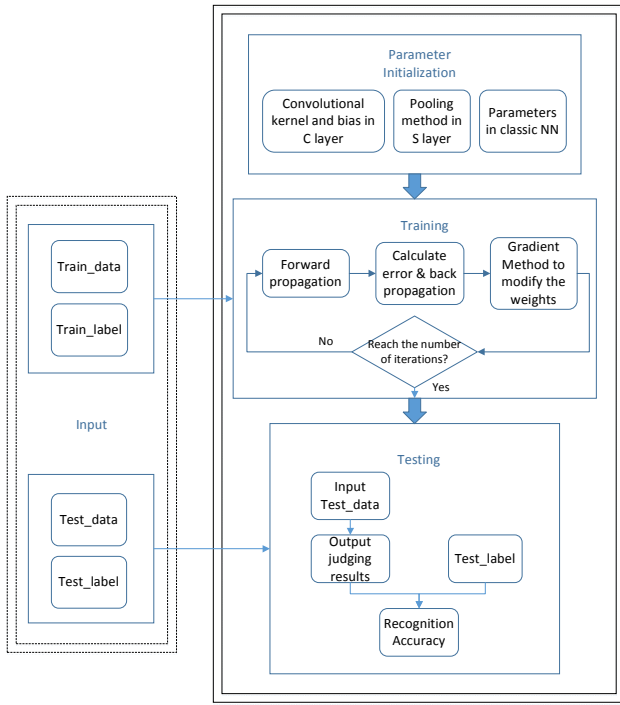 Parameter
Initialization
Convolutional
kernel and bias in
C layer
Pooling
method in
S layer
Parameters
in classic NN
Training
Forward
propagation
Calculate
error & back
propagation
Gradient
Method to
modify the
weights
Reach the number
of iterations?
No
Yes
Train_data
Train_label
Input
Test_data
Test_label
Testing
Input
Test_data
Output
judging
results
Test_label
Recognition
Accuracy